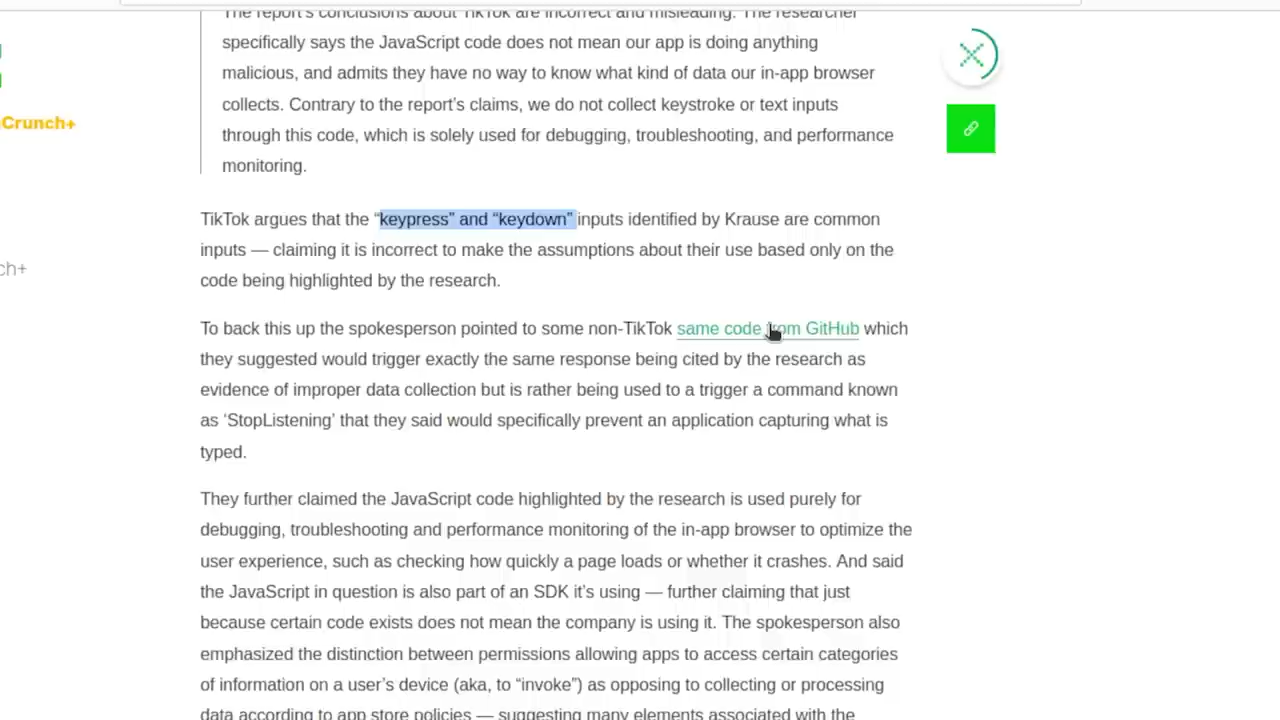 The report's conclusions about TikTok are incorrect and misleading. The researcher
specifically says the JavaScript code does not mean our app is doing anything
malicious, and admits they have no way to know what kind of data our in-app browser
collects. Contrary to the report’s claims, we do not collect keystroke or text inputs
through this code, which is solely used for debugging, troubleshooting, and performance
monitoring.
Crunch+
TikTok argues that the “keypress” and “keydown” inputs identified by Krause are common
inputs — claiming it is incorrect to make the assumptions about their use based only on the
code being highlighted by the research.
ch+
To back this up the spokesperson pointed to some non-TikTok same code from GitHub which
they suggested would trigger exactly the same response being cited by the research as
evidence of improper data collection but is rather being used to a trigger a command known
as ‘StopListening’ that they said would specifically prevent an application capturing what is
typed.
They further claimed the JavaScript code highlighted by the research is used purely for
debugging, troubleshooting and performance monitoring of the in-app browser to optimize the
user experience, such as checking how quickly a page loads or whether it crashes. And said
the JavaScript in question is also part of an SDK it’s using — further claiming that just
because certain code exists does not mean the company is using it. The spokesperson also
emphasized the distinction between permissions allowing apps to access certain categories
of information on a user’s device (aka, to “invoke”) as opposing to collecting or processing
data according to app store policies — suggesting many elements associated with the